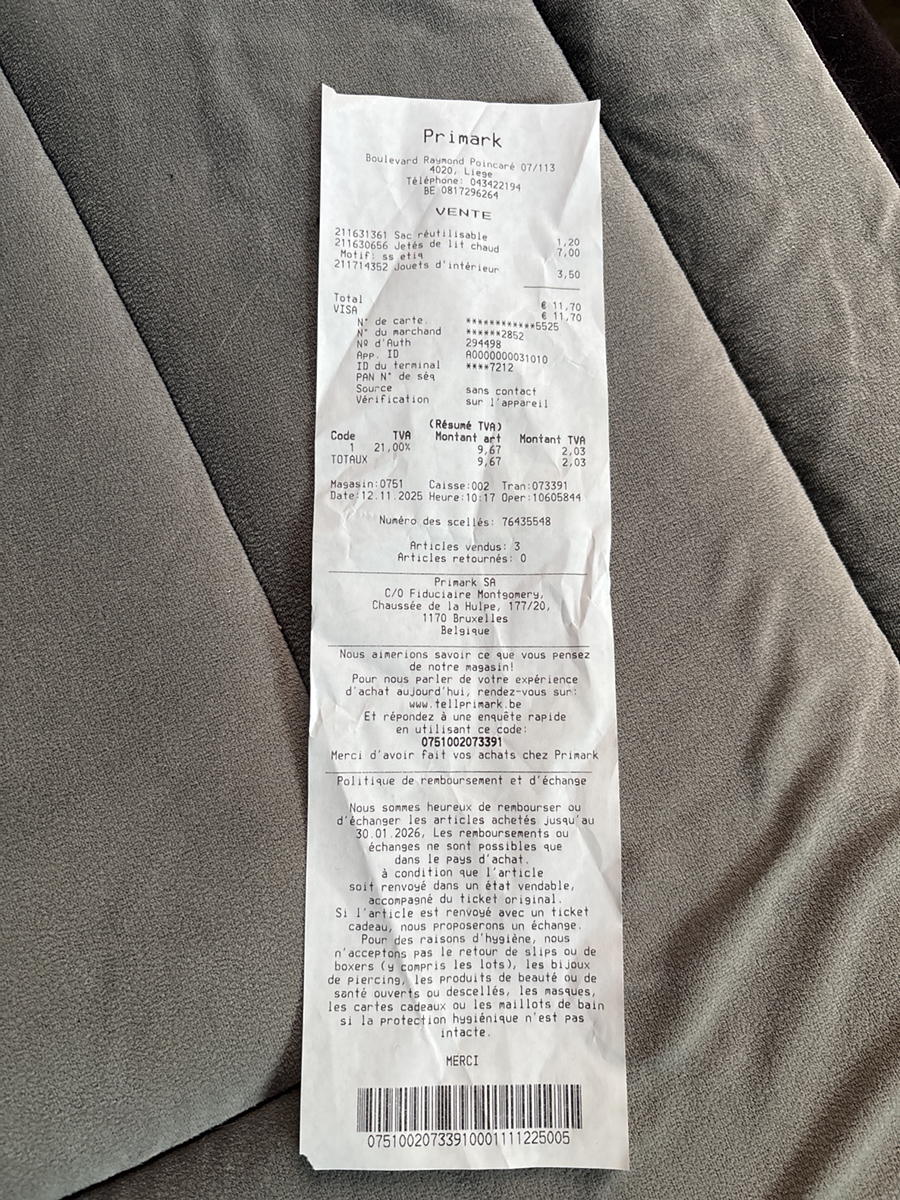 Primark
Boulevard Raymond Poincaré 07/113
4020, Liege
Téléphone: 043422194
BE 0817296264
VENTE
211631361 Sac réutilisable 1,20
211630656 Jetés de lit chaud 7,00
Motif: ss etiq
211714352 Jouets d'intérieur 3,50
Total € 11,70
VISA € 11,70
N° de carte. ************5525
N° du marchand ******2852
Nº d'Auth 294498
App. ID A0000000031010
ID du terminal ****7212
PAN N° de séq
Source sans contact
Vérification sur l'appareil
(Résumé TVA)
Code TVA Montant art Montant TVA
1 21,00% 9,67 2,03
TOTAUX 9,67 2,03
Magasin:0751 Caisse:002 Tran:073391
Date:12.11.2025 Heure:10:17 Oper:10605844
Numéro des scellés: 76435548
Articles vendus: 3
Articles retournés: 0
Primark SA
C/O Fiduciaire Montgomery,
Chaussée de la Hulpe, 177/20,
1170 Bruxelles
Belgique
Nous aimerions savoir ce que vous pensez
de notre magasin!
Pour nous parler de votre expérience
d'achat aujourd'hui, rendez-vous sur:
www.tellprimark.be
Et répondez à une enquête rapide
en utilisant ce code:
0751002073391
Merci d'avoir fait vos achats chez Primark
Politique de remboursement et d'échange
Nous sommes heureux de rembourser ou
d'échanger les articles achetés jusqu'au
30.01.2026, Les remboursements ou
échanges ne sont possibles que
dans le pays d'achat.
à condition que l'article
soit renvoyé dans un état vendable,
accompagné du ticket original.
Si l'article est renvoyé avec un ticket
cadeau, nous proposerons un échange.
Pour des raisons d'hygiène, nous
n'acceptons pas le retour de slips ou de
boxers (y compris les lots), les bijoux
de piercing, les produits de beauté ou de
santé ouverts ou descellés, les masques,
les cartes cadeaux ou les maillots de bain
si la protection hygiénique n'est pas
intacte.
MERCI
07510020733910001111225005